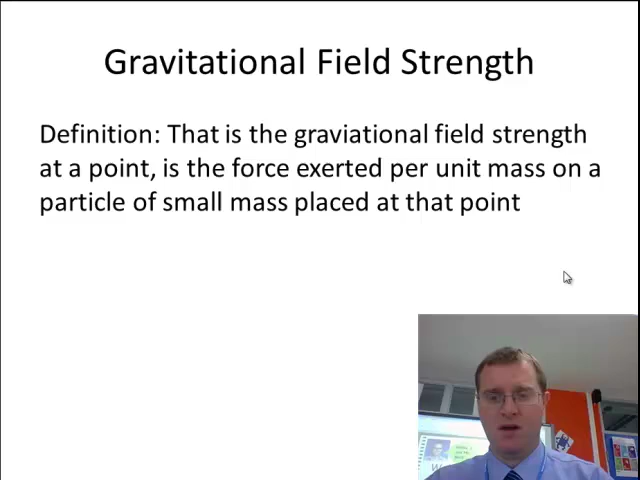 Gravitational Field Strength
Definition: That is the graviational field strength
at a point, is the force exerted per unit mass on a
particle of small mass placed at that point